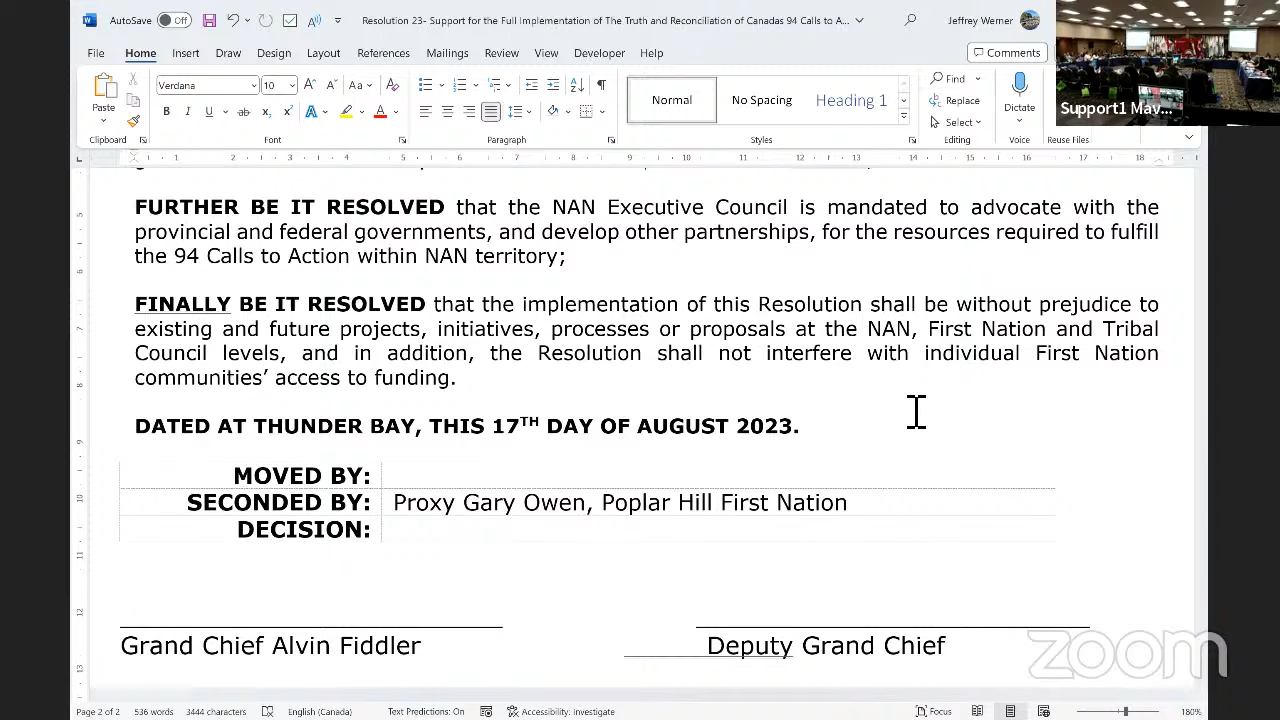 AutoSave Off Resolution 23- Support for the Full Implementation of The Truth and Reconciliation of Canadas 94 Calls to A... Jeffrey Werner
File Home Insert Draw Design Layout References Mailings View Developer Help Comments
Support1 Mav...
Verdana 10
Paste
Normal No Spacing Heading 1
Find
Replace
Select
Dictate
Clipboard Font Paragraph Styles Editing Voice Reuse Files
FURTHER BE IT RESOLVED that the NAN Executive Council is mandated to advocate with the
provincial and federal governments, and develop other partnerships, for the resources required to fulfill
the 94 Calls to Action within NAN territory;
FINALLY BE IT RESOLVED that the implementation of this Resolution shall be without prejudice to
existing and future projects, initiatives, processes or proposals at the NAN, First Nation and Tribal
Council levels, and in addition, the Resolution shall not interfere with individual First Nation
communities’ access to funding.
DATED AT THUNDER BAY, THIS 17TH DAY OF AUGUST 2023.
MOVED BY:
SECONDED BY: Proxy Gary Owen, Poplar Hill First Nation
DECISION:
Grand Chief Alvin Fiddler Deputy Grand Chief
zoom
Page 2 of 2 536 words 3444 characters English (Canada) Text Predictions: On Accessibility: Investigate Focus 180%